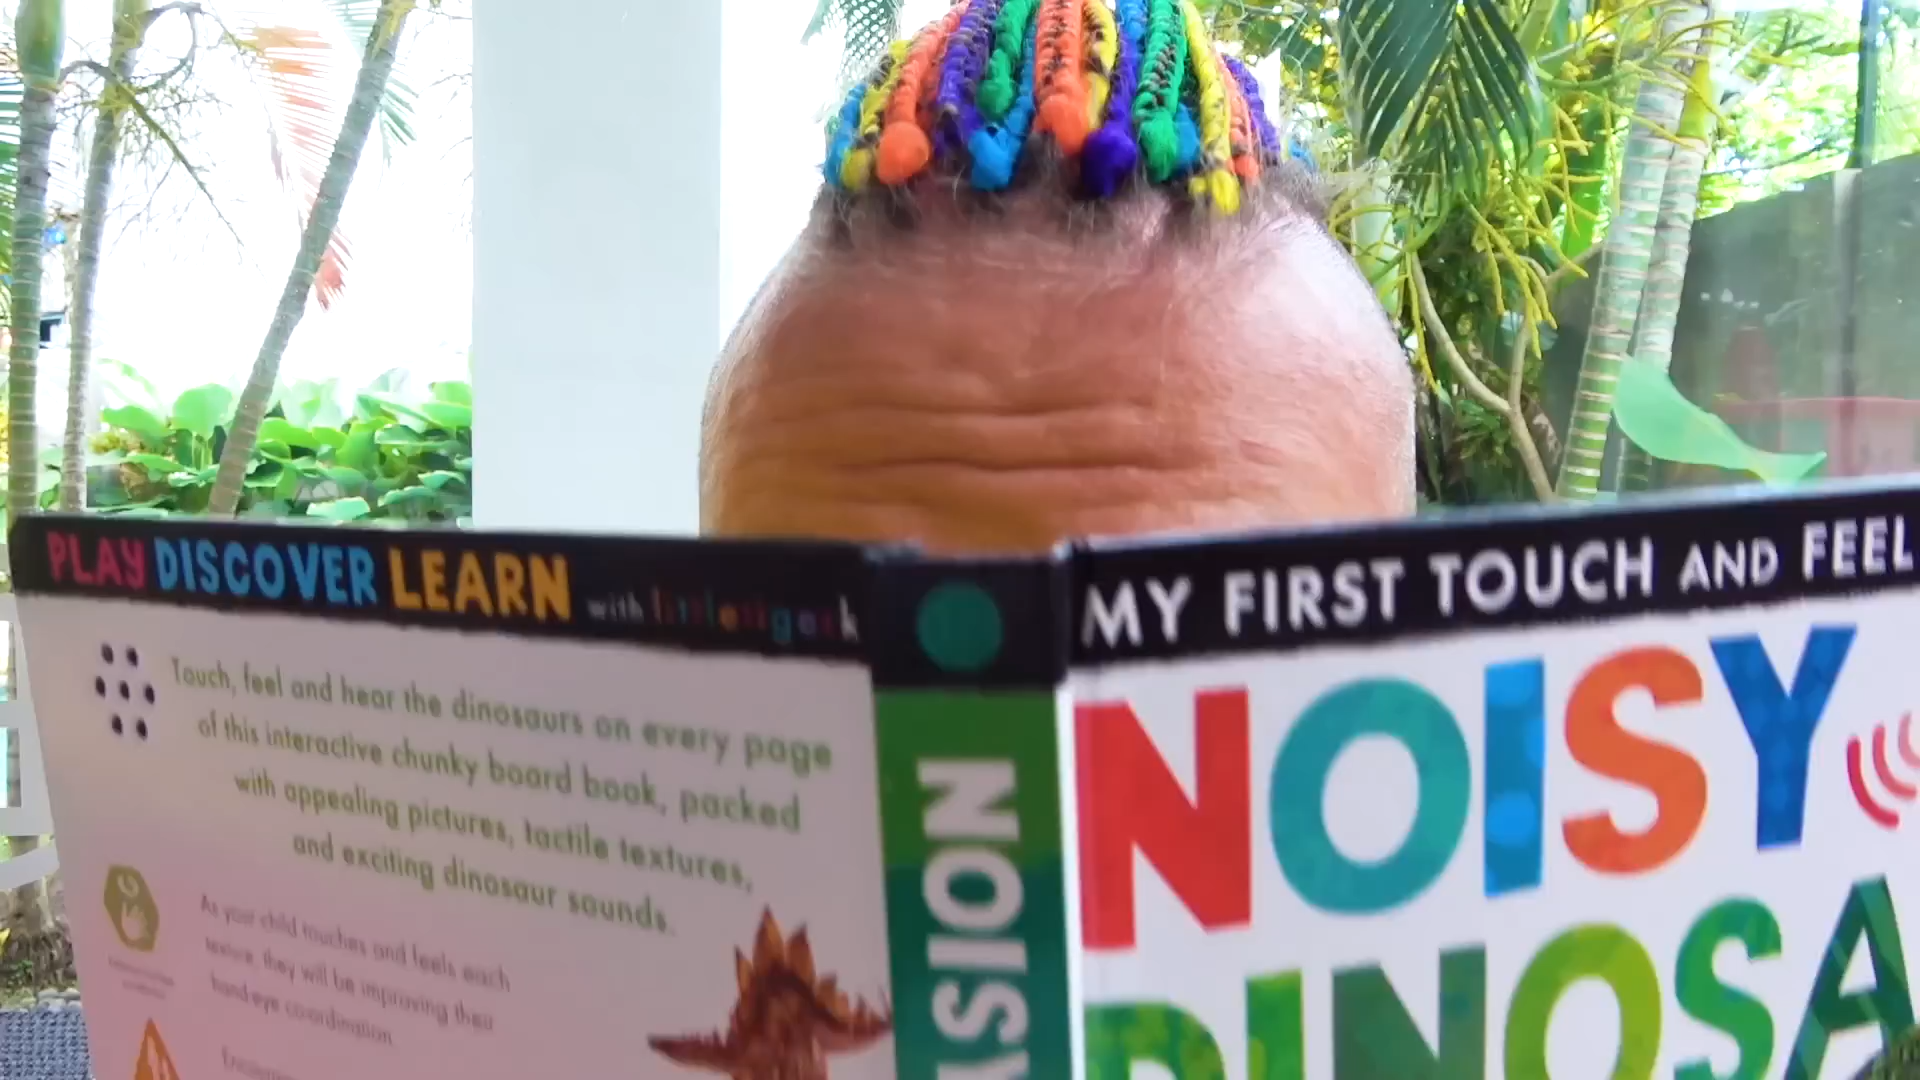 PLAY DISCOVER LEARN with littletigerk
Touch, feel and hear the dinosaurs on every page
of this interactive chunky board book, packed
with appealing pictures, tactile textures,
and exciting dinosaur sounds.
As your child touches and feels each
texture, they will be improving their
hand-eye coordination.
NOISY
MY FIRST TOUCH AND FEEL
NOISY
DINOSA